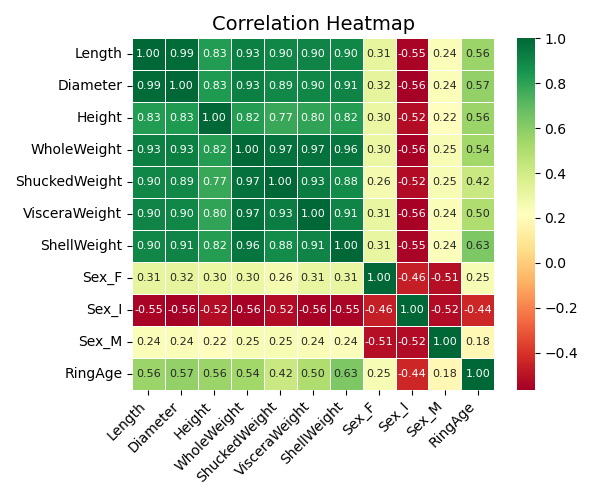 Correlation Heatmap
Length 1.00 0.99 0.83 0.93 0.90 0.90 0.90 0.31 -0.55 0.24 0.56
Diameter 0.99 1.00 0.83 0.93 0.89 0.90 0.91 0.32 -0.56 0.24 0.57
Height 0.83 0.83 1.00 0.82 0.77 0.80 0.82 0.30 -0.52 0.22 0.56
WholeWeight 0.93 0.93 0.82 1.00 0.97 0.97 0.96 0.30 -0.56 0.25 0.54
ShuckedWeight 0.90 0.89 0.77 0.97 1.00 0.93 0.88 0.26 -0.52 0.25 0.42
VisceraWeight 0.90 0.90 0.80 0.97 0.93 1.00 0.91 0.31 -0.56 0.24 0.50
ShellWeight 0.90 0.91 0.82 0.96 0.88 0.91 1.00 0.31 -0.55 0.24 0.63
Sex_F 0.31 0.32 0.30 0.30 0.26 0.31 0.31 1.00 -0.46 -0.51 0.25
Sex_I -0.55 -0.56 -0.52 -0.56 -0.52 -0.56 -0.55 -0.46 1.00 -0.52 -0.44
Sex_M 0.24 0.24 0.22 0.25 0.25 0.24 0.24 -0.51 -0.52 1.00 0.18
RingAge 0.56 0.57 0.56 0.54 0.42 0.50 0.63 0.25 -0.44 0.18 1.00
Length Diameter Height WholeWeight ShuckedWeight VisceraWeight ShellWeight Sex_F Sex_I Sex_M RingAge
1.0
0.8
0.6
0.4
0.2
0.0
−0.2
−0.4